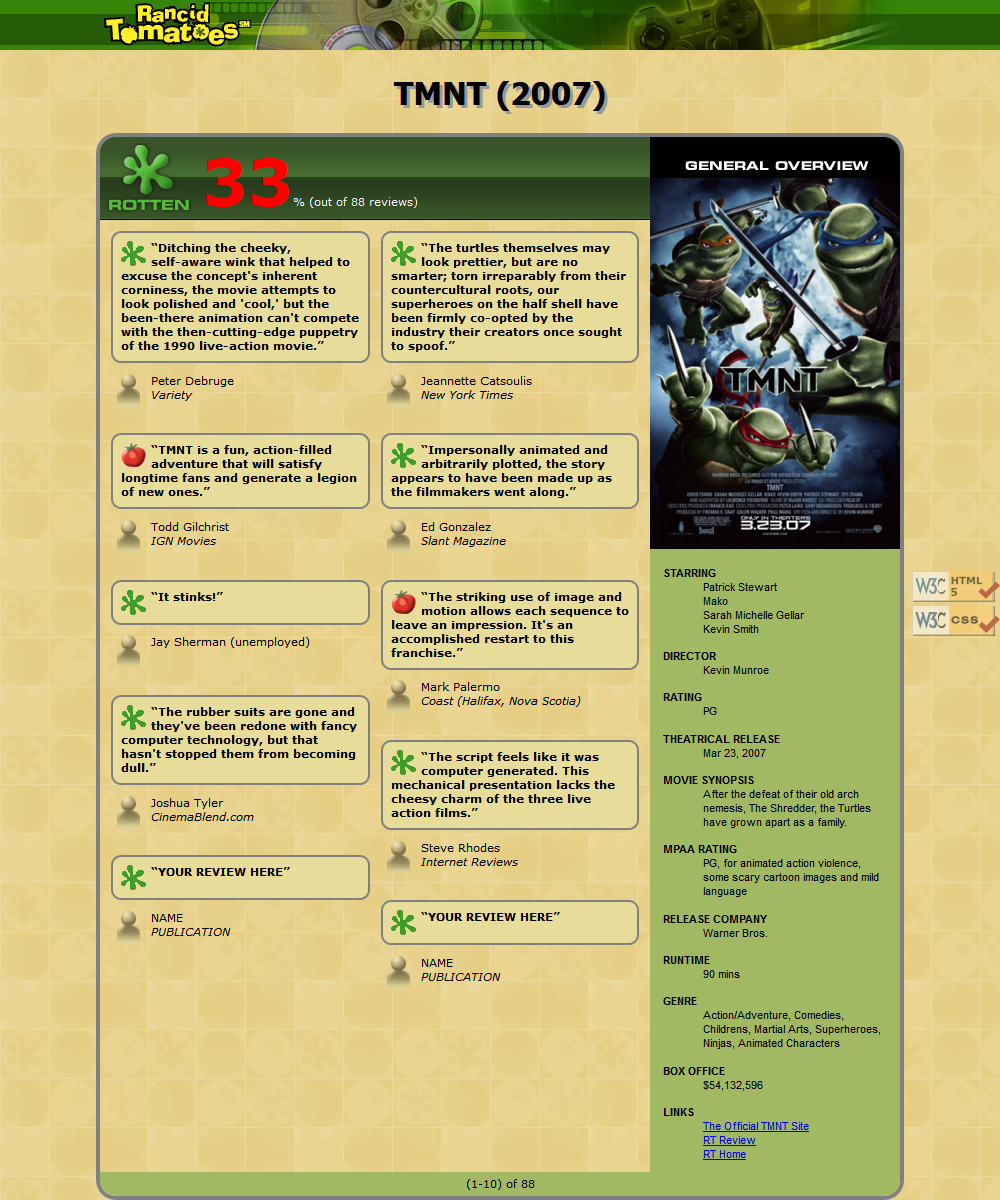 Rancid
Tomatoes SM
TMNT (2007)
ROTTEN
33% (out of 88 reviews)
“Ditching the cheeky,
self-aware wink that helped to
excuse the concept's inherent
corniness, the movie attempts to
look polished and 'cool,' but the
been-there animation can't compete
with the then-cutting-edge puppetry
of the 1990 live-action movie.”
Peter Debruge
Variety
“TMNT is a fun, action-filled
adventure that will satisfy
longtime fans and generate a legion
of new ones.”
Todd Gilchrist
IGN Movies
“It stinks!”
Jay Sherman (unemployed)
“The rubber suits are gone and
they've been redone with fancy
computer technology, but that
hasn't stopped them from becoming
dull.”
Joshua Tyler
CinemaBlend.com
“YOUR REVIEW HERE”
NAME
PUBLICATION
“The turtles themselves may
look prettier, but are no
smarter; torn irreparably from their
countercultural roots, our
superheroes on the half shell have
been firmly co-opted by the
industry their creators once sought
to spoof.”
Jeannette Catsoulis
New York Times
“Impersonally animated and
arbitrarily plotted, the story
appears to have been made up as
the filmmakers went along.”
Ed Gonzalez
Slant Magazine
“The striking use of image and
motion allows each sequence to
leave an impression. It's an
accomplished restart to this
franchise.”
Mark Palermo
Coast (Halifax, Nova Scotia)
“The script feels like it was
computer generated. This
mechanical presentation lacks the
cheesy charm of the three live
action films.”
Steve Rhodes
Internet Reviews
“YOUR REVIEW HERE”
NAME
PUBLICATION
GENERAL OVERVIEW
TMNT
TMNT
ONLY IN THEATERS
3.23.07
STARRING
Patrick Stewart
Mako
Sarah Michelle Gellar
Kevin Smith
DIRECTOR
Kevin Munroe
RATING
PG
THEATRICAL RELEASE
Mar 23, 2007
MOVIE SYNOPSIS
After the defeat of their old arch
nemesis, The Shredder, the Turtles
have grown apart as a family.
MPAA RATING
PG, for animated action violence,
some scary cartoon images and mild
language
RELEASE COMPANY
Warner Bros.
RUNTIME
90 mins
GENRE
Action/Adventure, Comedies,
Childrens, Martial Arts, Superheroes,
Ninjas, Animated Characters
BOX OFFICE
$54,132,596
LINKS
The Official TMNT Site
RT Review
RT Home
(1-10) of 88
W3C HTML
5
W3C CSS